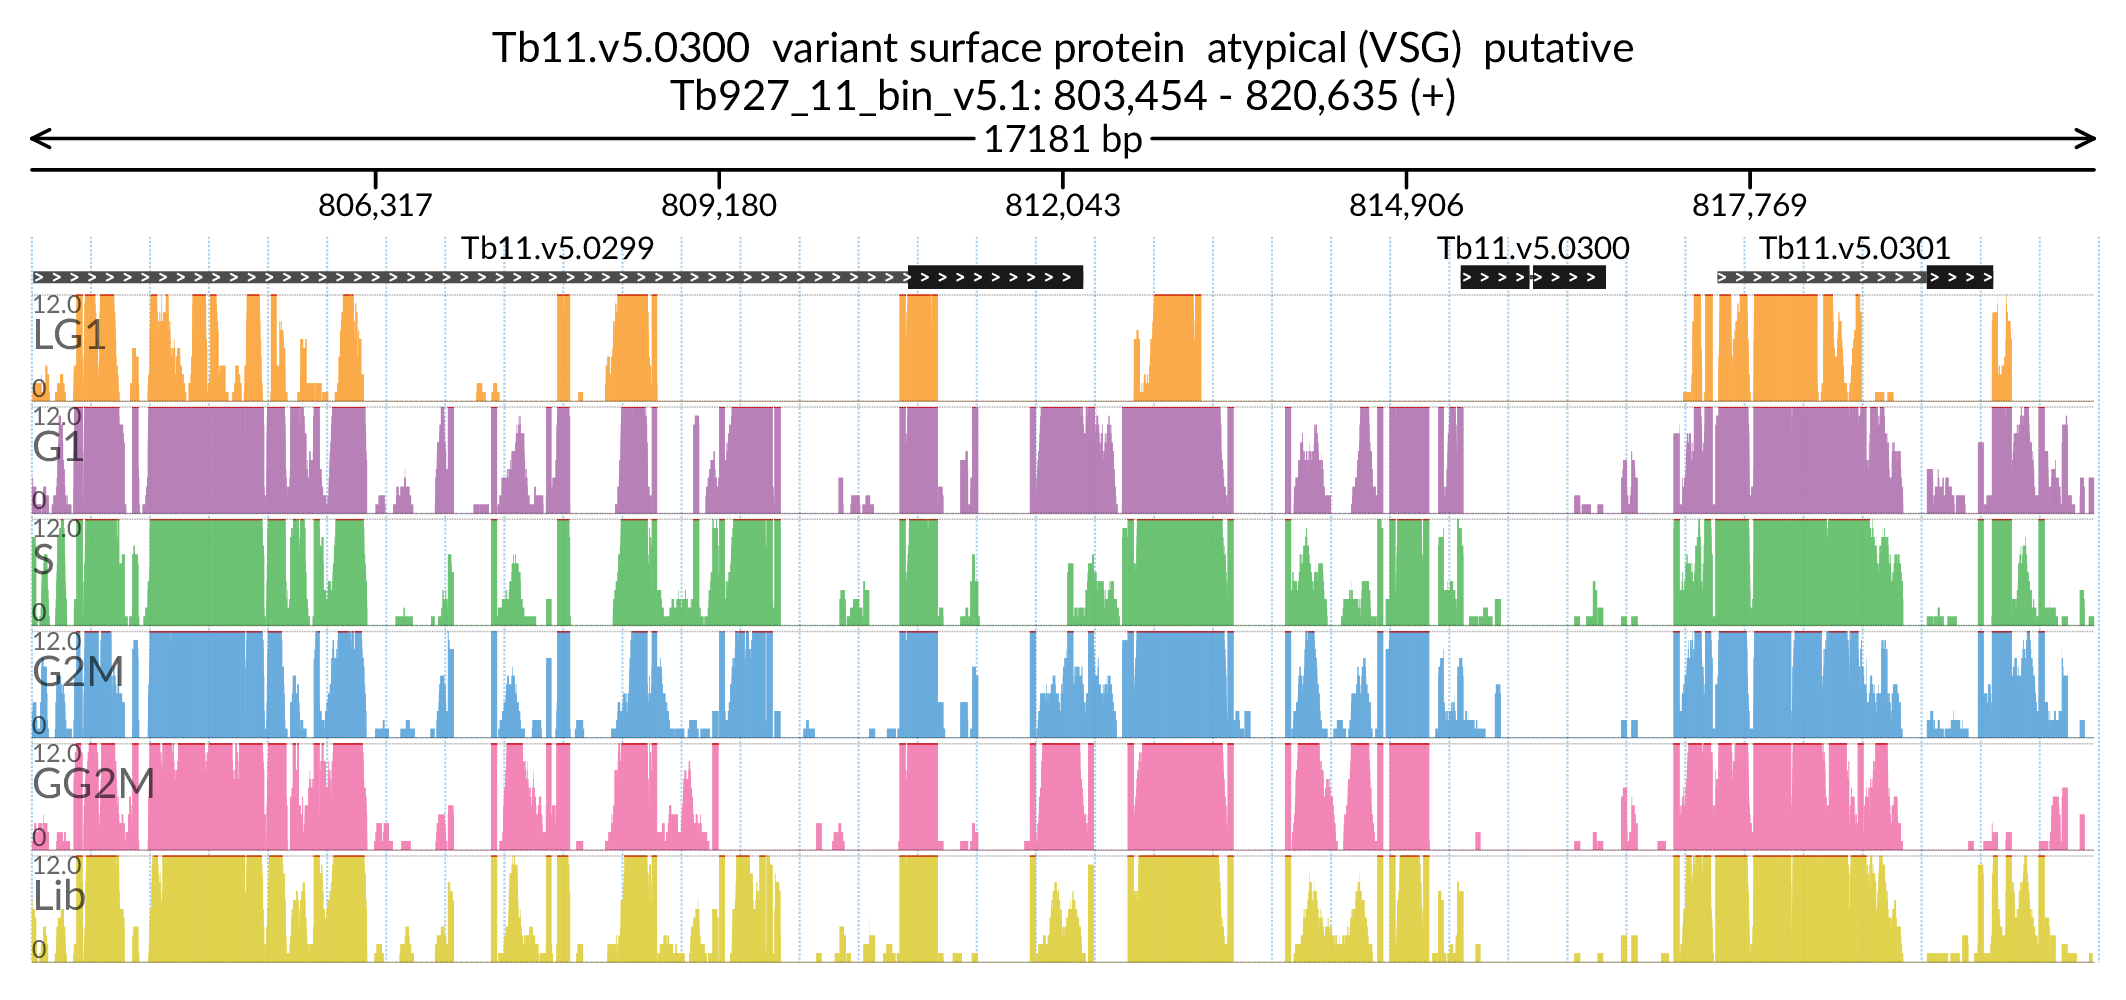 Tb11.v5.0300 variant surface protein atypical (VSG) putative
Tb927_11_bin_v5.1: 803,454 - 820,635 (+)
17181 bp
806,317 809,180 812,043 814,906 817,769
Tb11.v5.0299 Tb11.v5.0300 Tb11.v5.0301
12.0
LG1
0
12.0
G1
0
12.0
S
0
12.0
G2M
0
12.0
GG2M
0
12.0
Lib
0